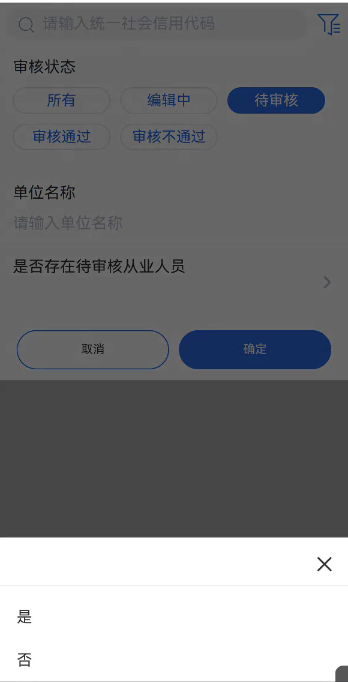 请输入统一社会信用代码
审核状态
所有 编辑中 待审核
审核通过 审核不通过
单位名称
请输入单位名称
是否存在待审核从业人员
取消 确定
是
否